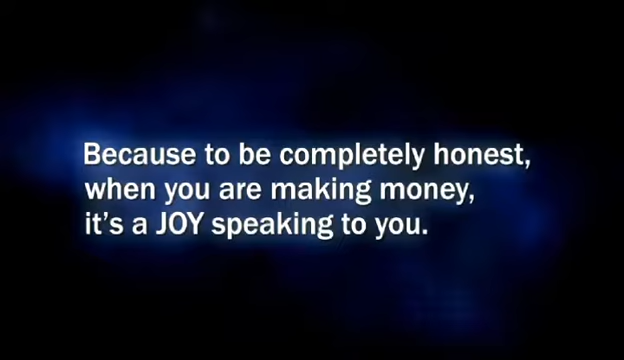 Because to be completely honest,
when you are making money,
it's a JOY speaking to you.